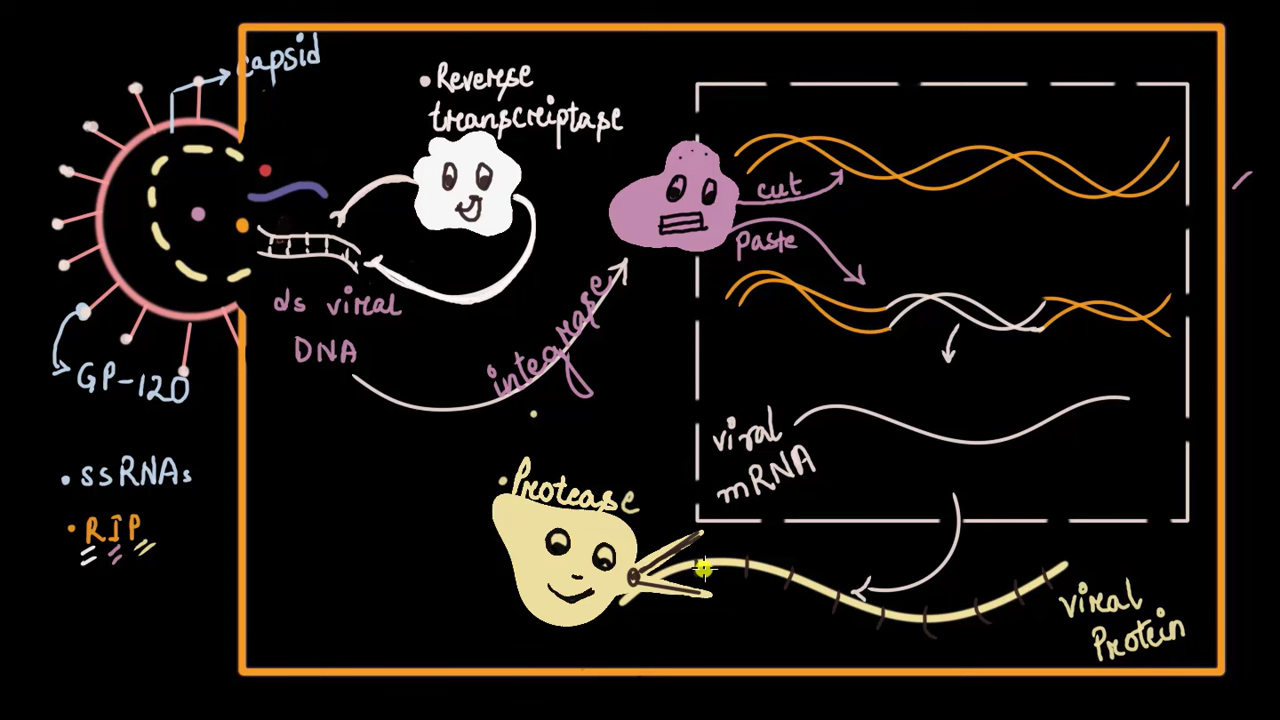 capsid
• Reverse
transcriptase
cut
paste
ds viral
DNA
integrase
GP-120
viral
mRNA
• ssRNAs
• RIP
• Protease
viral
Protein